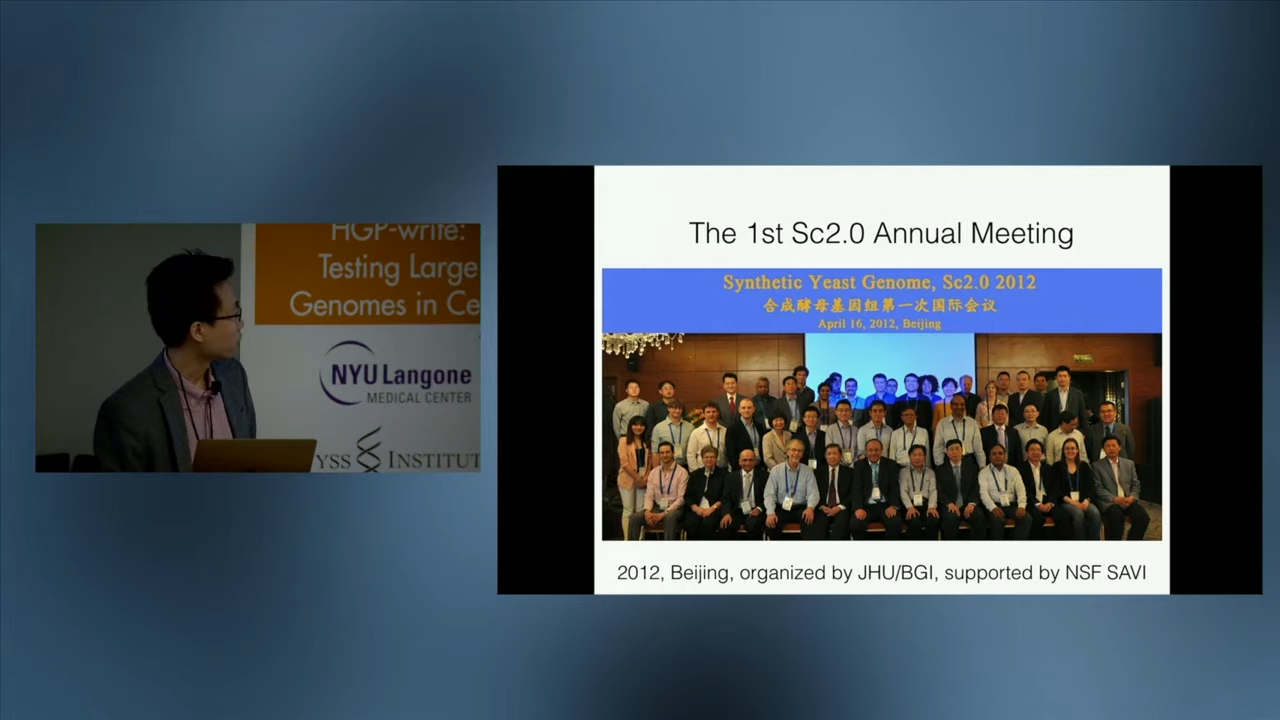 HGP-write:
Testing Large
Genomes in Ce
NYU Langone
MEDICAL CENTER
YSS INSTITUT
The 1st Sc2.0 Annual Meeting
Synthetic Yeast Genome, Sc2.0 2012
合成酵母基因组第一次国际会议
April 16, 2012, Beijing
2012, Beijing, organized by JHU/BGI, supported by NSF SAVI